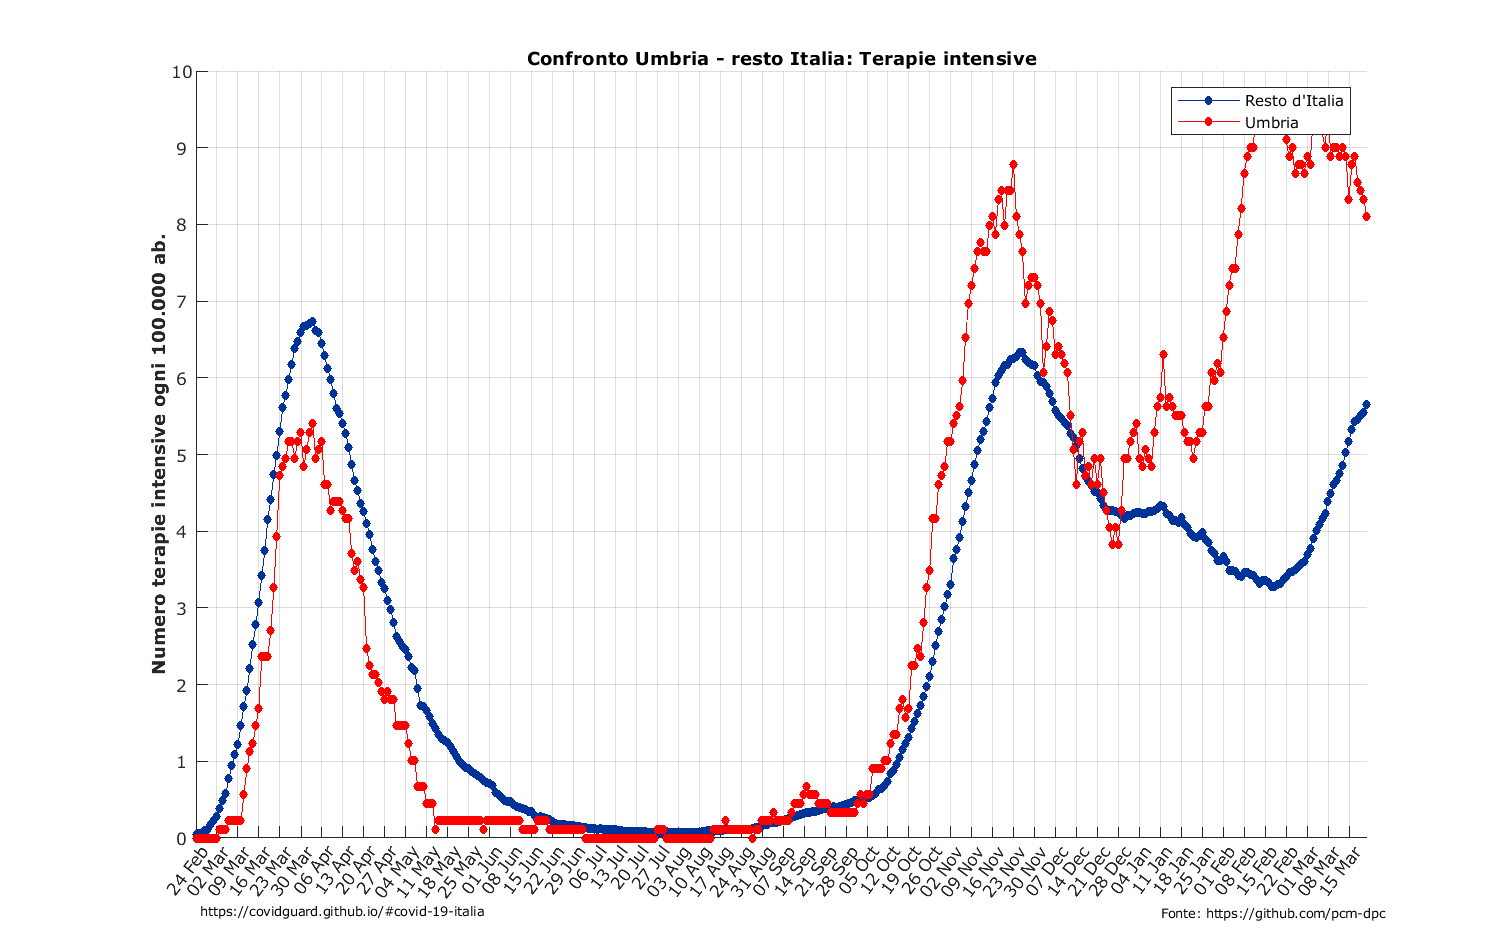 Confronto Umbria - resto Italia: Terapie intensive
Numero terapie intensive ogni 100.000 ab.
10
9
8
7
6
5
4
3
2
1
0
Resto d'Italia
Umbria
24 Feb
02 Mar
09 Mar
16 Mar
23 Mar
30 Mar
06 Apr
13 Apr
20 Apr
27 Apr
04 May
11 May
18 May
25 May
01 Jun
08 Jun
15 Jun
22 Jun
29 Jun
06 Jul
13 Jul
20 Jul
27 Jul
03 Aug
10 Aug
17 Aug
24 Aug
31 Aug
07 Sep
14 Sep
21 Sep
28 Sep
05 Oct
12 Oct
19 Oct
26 Oct
02 Nov
09 Nov
16 Nov
23 Nov
30 Nov
07 Dec
14 Dec
21 Dec
28 Dec
04 Jan
11 Jan
18 Jan
25 Jan
01 Feb
08 Feb
15 Feb
22 Feb
01 Mar
08 Mar
15 Mar
https://covidguard.github.io/#covid-19-italia
Fonte: https://github.com/pcm-dpc